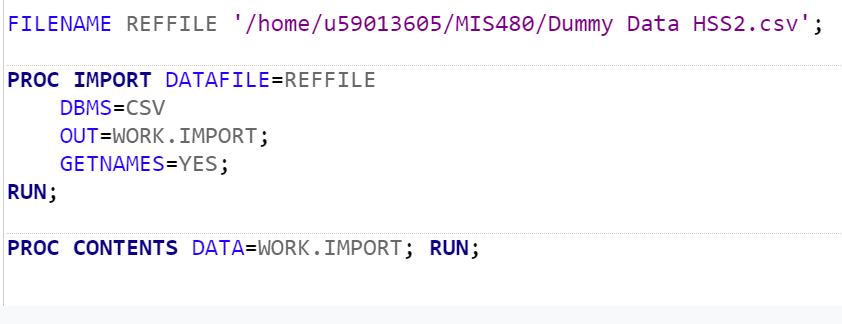 FILENAME REFFILE '/home/u59013605/MIS480/Dummy Data HSS2.csv';
PROC IMPORT DATAFILE=REFFILE
DBMS=CSV
OUT=WORK.IMPORT;
GETNAMES=YES;
RUN;
PROC CONTENTS DATA=WORK.IMPORT; RUN;